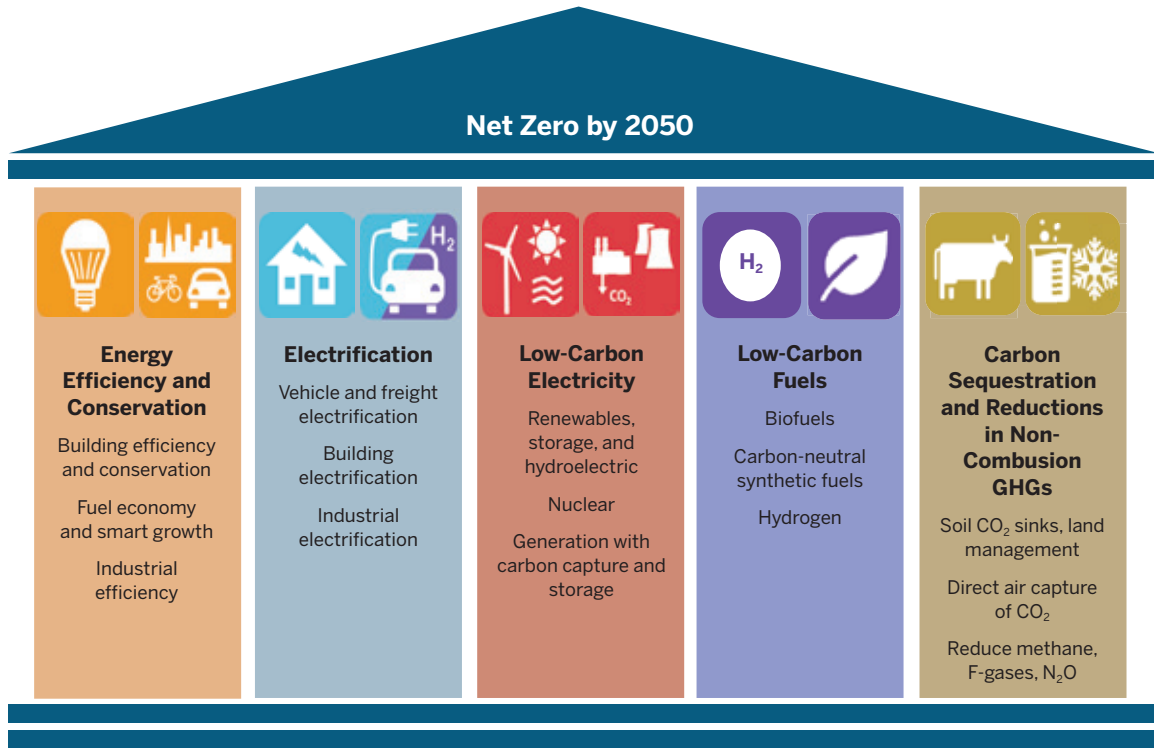 Net Zero by 2050
H₂
CO₂
H₂
Energy
Efficiency and
Conservation
Building efficiency
and conservation
Fuel economy
and smart growth
Industrial
efficiency
Electrification
Vehicle and freight
electrification
Building
electrification
Industrial
electrification
Low-Carbon
Electricity
Renewables,
storage, and
hydroelectric
Nuclear
Generation with
carbon capture and
storage
Low-Carbon
Fuels
Biofuels
Carbon-neutral
synthetic fuels
Hydrogen
Carbon
Sequestration
and Reductions
in Non-
Combusion
GHGs
Soil CO₂ sinks, land
management
Direct air capture
of CO₂
Reduce methane,
F-gases, N₂O